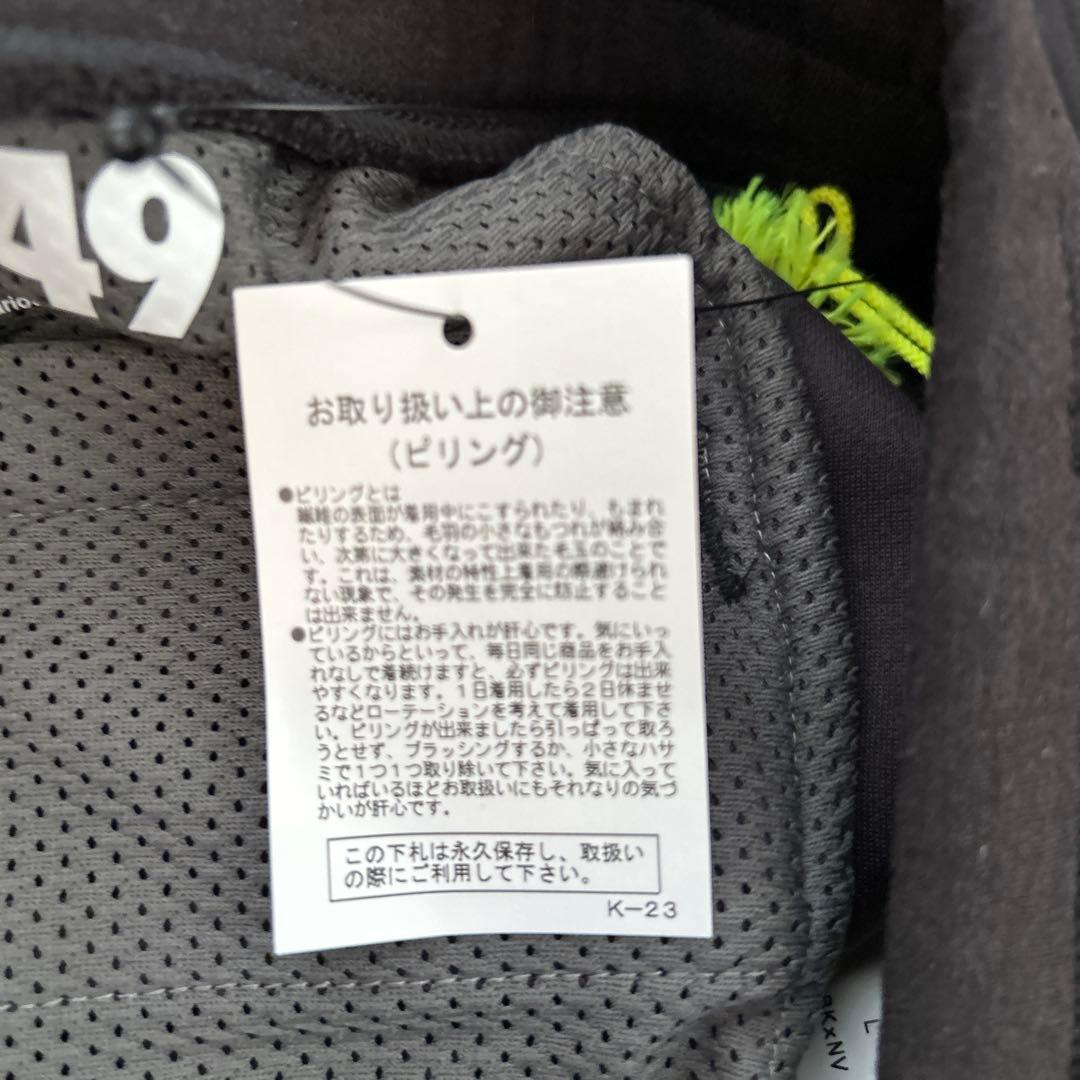 49
お取り扱い上の御注意
（ピリング）
●ピリングとは
繊維の表面が着用中にこすられたり、もまれ
たりするため、毛羽の小さなもつれが絡み合
い、次第に大きくなって出来た毛玉のことで
す。これは、素材の特性上着用の際避けられ
ない現象で、その発生を完全に防止すること
は出来ません。
●ピリングにはお手入れが肝心です。気にいっ
ているからといって、毎日同じ商品をお手入
れなしで着続けますと、必ずピリングは出来
やすくなります。1日着用したら2日休ませ
るなどローテーションを考えて着用して下さ
い。ピリングが出来ましたら引っぱって取ろ
うとせず、ブラッシングするか、小さなハサ
ミで1つ1つ取り除いて下さい。気に入って
いればいるほどお取扱いにもそれなりの気づ
かいが肝心です。
この下札は永久保存し、取扱い
の際にご利用して下さい。
K−23
L
BKxNV